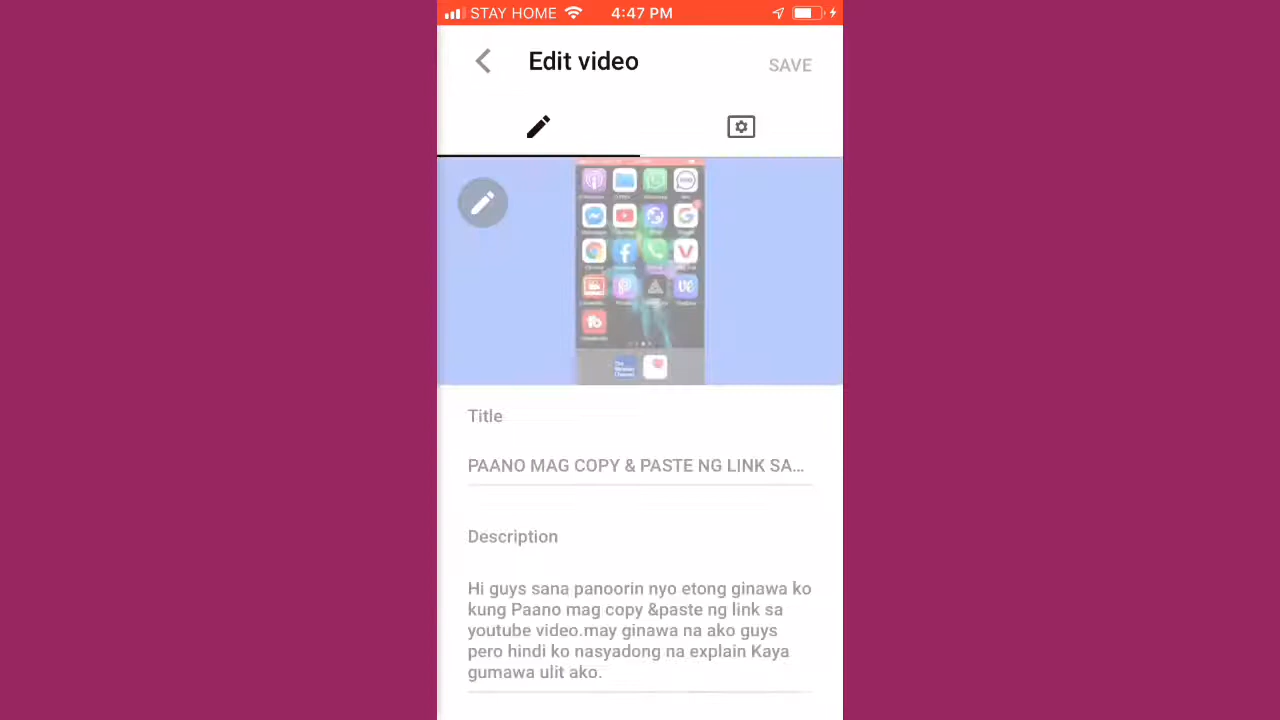 STAY HOME 4:47 PM
Edit video
SAVE
Title
PAANO MAG COPY & PASTE NG LINK SA...
Description
Hi guys sana panoorin nyo etong ginawa ko
kung Paano mag copy &paste ng link sa
youtube video.may ginawa na ako guys
pero hindi ko nasyadong na explain Kaya
gumawa ulit ako.